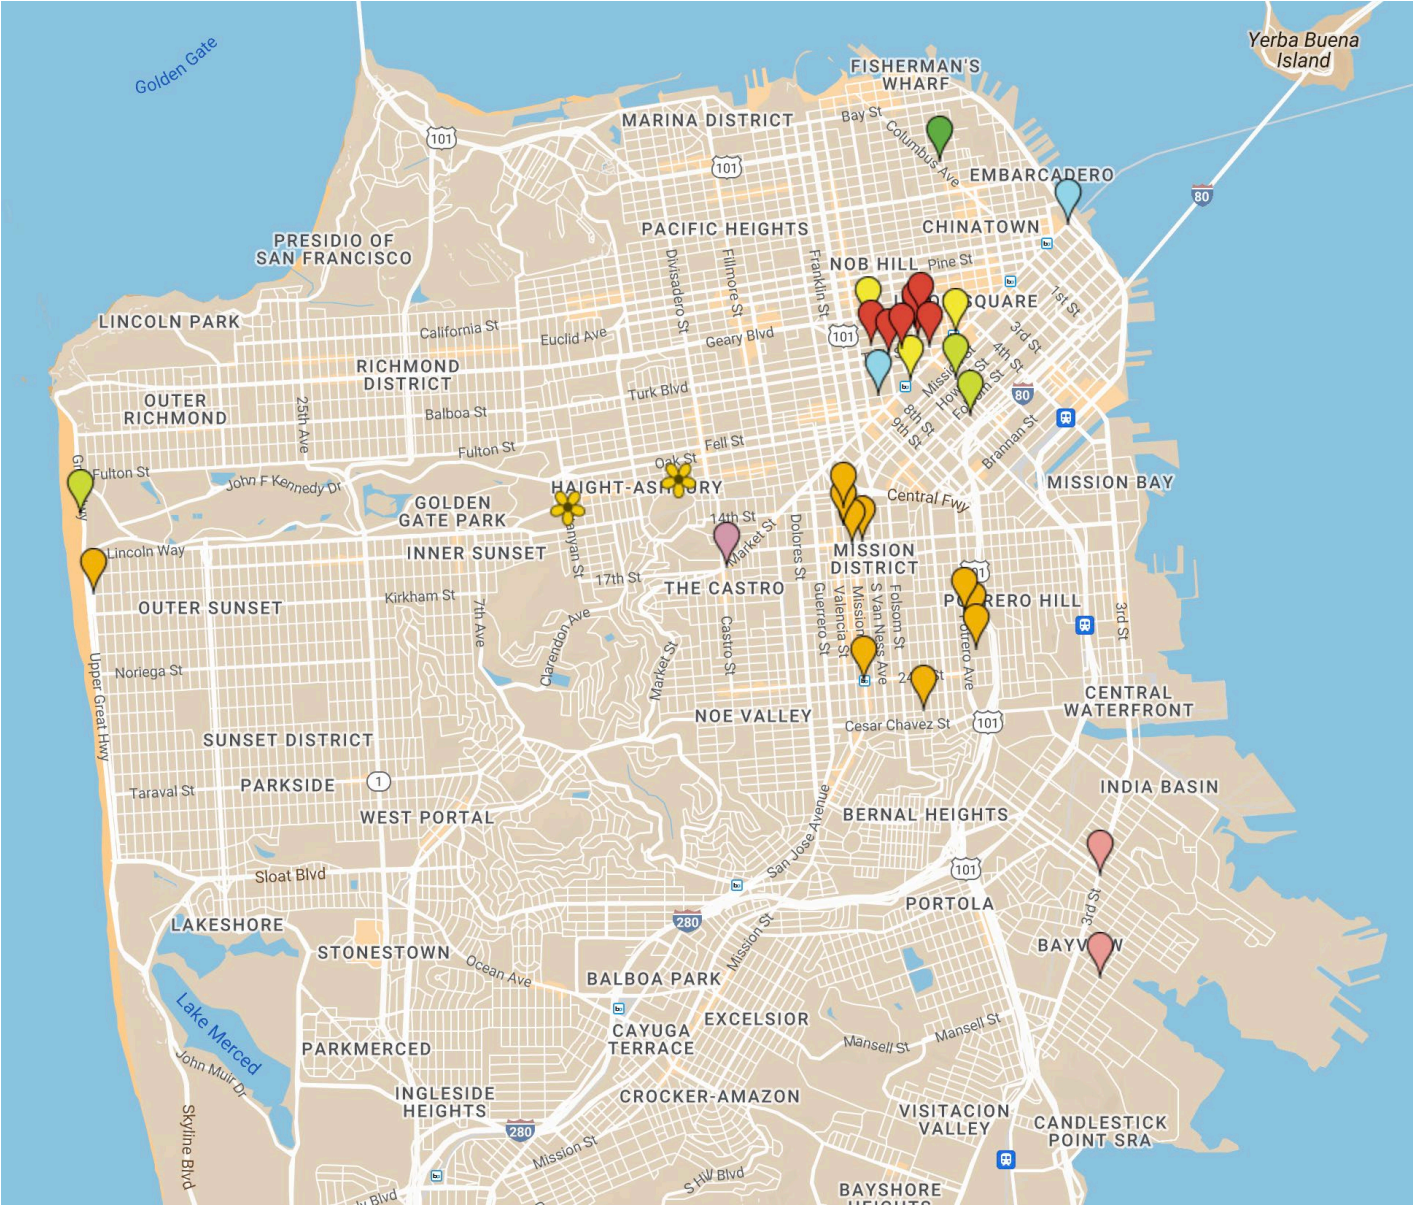 Golden Gate
Yerba Buena
Island
FISHERMAN'S
WHARF
101
MARINA DISTRICT
Bay St
Columbus Ave
101
EMBARCADERO
80
PACIFIC HEIGHTS
CHINATOWN
PRESIDIO OF
SAN FRANCISCO
Divisadero St
Fillmore St
Franklin St
NOB HILL
Pine St
SQUARE
1st St
LINCOLN PARK
California St
Euclid Ave
Geary Blvd
101
3rd St
4th St
RICHMOND
DISTRICT
Turk Blvd
80
OUTER
RICHMOND
25th Ave
Balboa St
8th St
9th St
Brannan St
Fulton St
Fell St
Oak St
Fulton St
John F Kennedy Dr
HAIGHT-ASHBURY
MISSION BAY
GOLDEN
GATE PARK
Central Fwy
14th St
Market St
Dolores St
Lincoln Way
INNER SUNSET
MISSION
DISTRICT
17th St
THE CASTRO
Kirkham St
OUTER SUNSET
7th Ave
Clarendon Ave
Castro St
Guerrero St
Valencia St
Mission
S Van Ness Ave
Folsom St
HILL
3rd St
Upper Great Hwy
Noriega St
Market St
NOE VALLEY
Cesar Chavez St
101
CENTRAL
WATERFRONT
SUNSET DISTRICT
Taraval St
PARKSIDE
1
WEST PORTAL
INDIA BASIN
BERNAL HEIGHTS
San Jose Avenue
Sloat Blvd
101
LAKESHORE
280
PORTOLA
3rd St
STONESTOWN
Ocean Ave
Mission St
BAYVIEW
BALBOA PARK
Lake Merced
CAYUGA
TERRACE
EXCELSIOR
Mansell St
Mansell St
PARKMERCED
John Muir Dr
INGLESIDE
HEIGHTS
CROCKER-AMAZON
VISITACION
VALLEY
CANDLESTICK
POINT SRA
Skyline Blvd
280
Mission St
S Hill Blvd
BAYSHORE
HEIGHTS